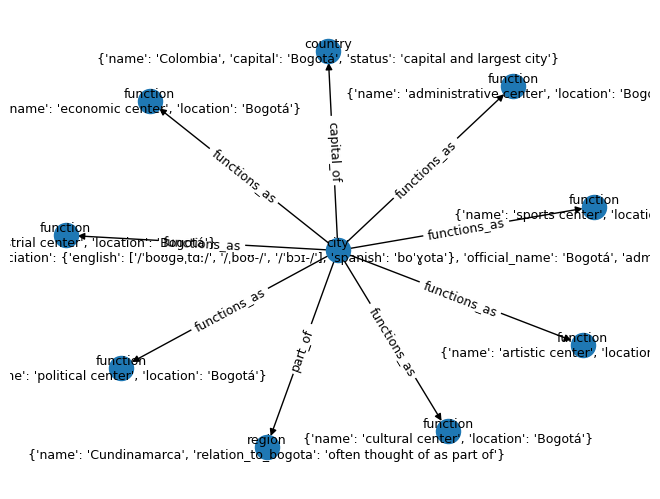 country
{'name': 'Colombia', 'capital': 'Bogotá', 'status': 'capital and largest city'}
function
{'name': 'administrative center', 'location': 'Bogo
function
name': 'economic center', 'location': 'Bogotá'}
capital_of
functions_as
functions_as
function
{'name': 'sports center', 'locati
functions_as
function
strial center', 'location': 'Bogotá'}
functions_as
city
ciation': {'english': ['/ˈboʊɡəˌtɑː/', '/ˌboʊ-/', '/ˈbɔɪ-/'], 'spanish': 'boˈɣota'}, 'official_name': 'Bogotá', 'adm
functions_as
functions_as
functions_as
part_of
function
{'name': 'artistic center', 'location
function
me': 'political center', 'location': 'Bogotá'}
function
{'name': 'cultural center', 'location': 'Bogotá'}
region
{'name': 'Cundinamarca', 'relation_to_bogota': 'often thought of as part of'}